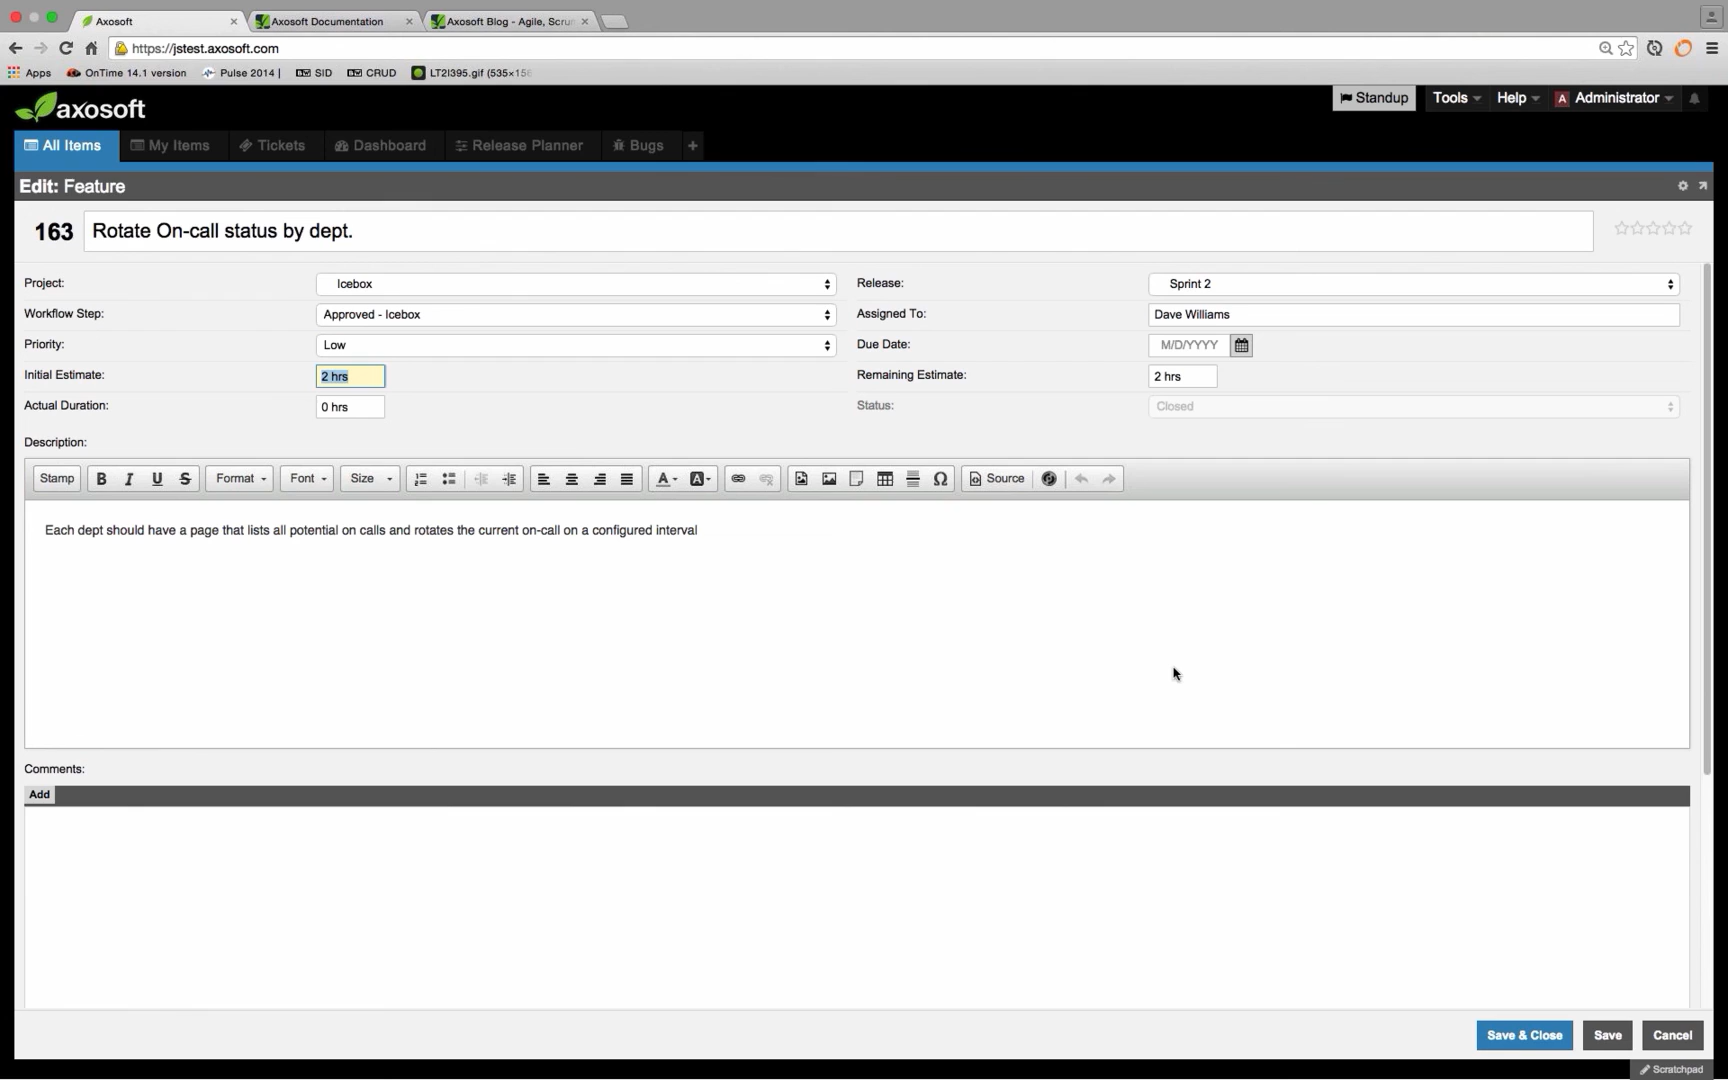 Axosoft
Axosoft Documentation
Axosoft Blog - Agile, Scru
https://jstest.axosoft.com
Apps
OnTime 14.1 version
Pulse 2014 |
SID
CRUD
LT2I395.gif (535×156
axosoft
Standup
Tools
Help
A Administrator
All Items
My Items
Tickets
Dashboard
Release Planner
Bugs
+
Edit: Feature
163
Rotate On-call status by dept.
Project:
Icebox
Release:
Sprint 2
Workflow Step:
Approved - Icebox
Assigned To:
Dave Williams
Priority:
Low
Due Date:
M/D/YYYY
Initial Estimate:
2 hrs
Remaining Estimate:
2 hrs
Actual Duration:
0 hrs
Status:
Closed
Description:
Stamp
B I U S
Format
Font
Size
A
A
Ω
Source
Each dept should have a page that lists all potential on calls and rotates the current on-call on a configured interval
Comments:
Add
Save & Close
Save
Cancel
Scratchpad